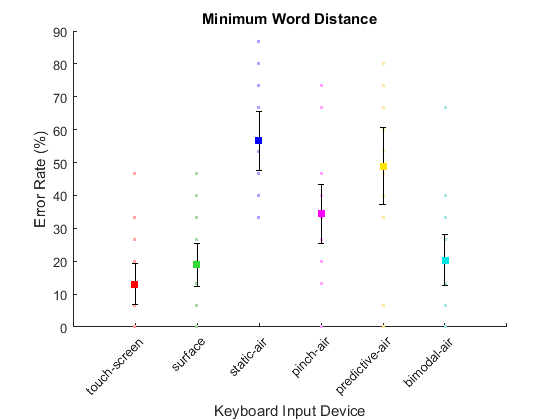 Minimum Word Distance
Error Rate (%)
90
80
70
60
50
40
30
20
10
0
touch-screen
surface
static-air
pinch-air
predictive-air
bimodal-air
Keyboard Input Device